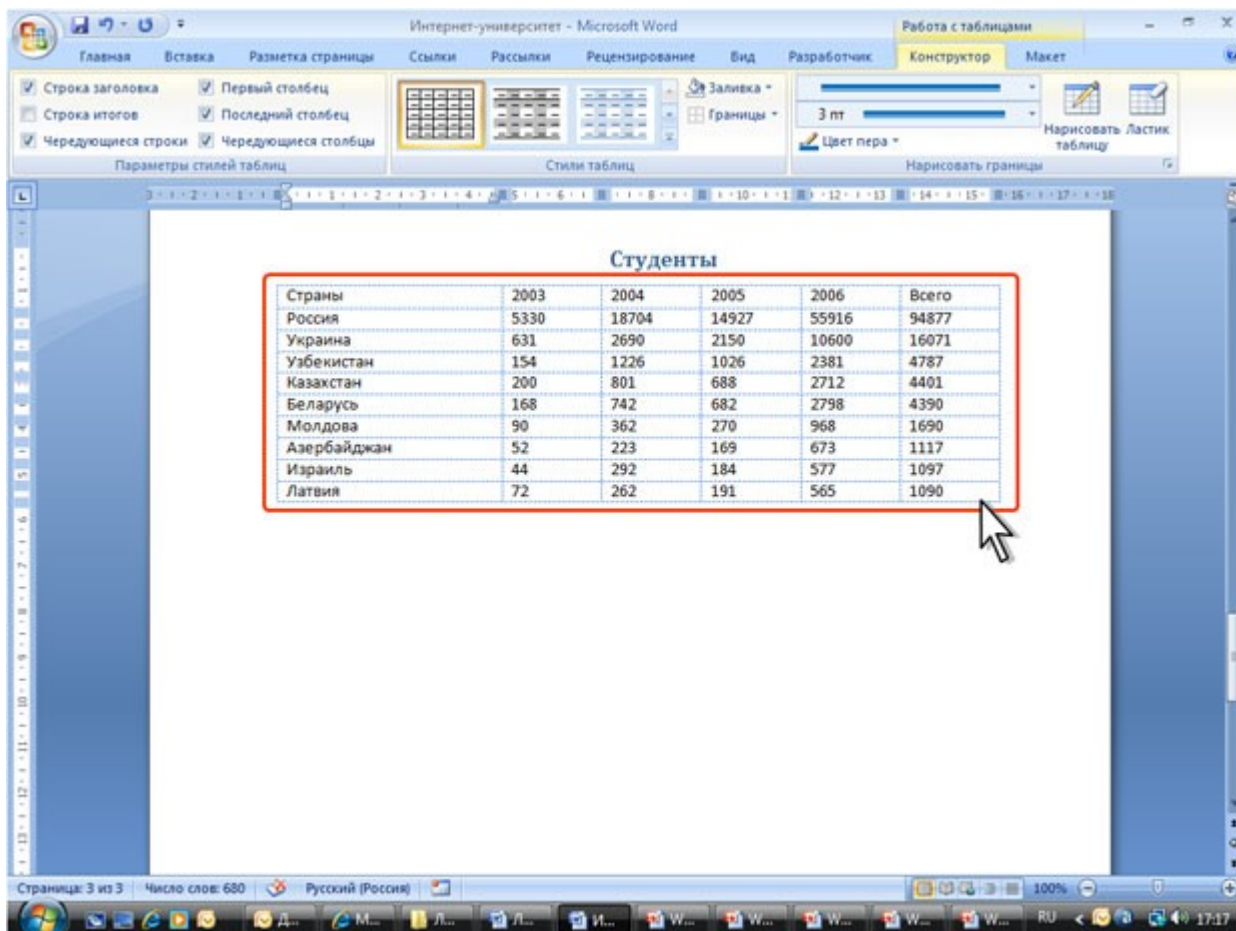 Интернет-университет - Microsoft Word
Работа с таблицами
Главная Вставка Разметка страницы Ссылки Рассылки Рецензирование Вид Разработчик Конструктор Макет
Строка заголовка Первый столбец Заливка
Строка итогов Последний столбец Границы 3 пт
Чередующиеся строки Чередующиеся столбцы Цвет пера Нарисовать таблицу Ластик
Параметры стилей таблиц Стили таблиц Нарисовать границы
Студенты
Страны 2003 2004 2005 2006 Всего
Россия 5330 18704 14927 55916 94877
Украина 631 2690 2150 10600 16071
Узбекистан 154 1226 1026 2381 4787
Казахстан 200 801 688 2712 4401
Беларусь 168 742 682 2798 4390
Молдова 90 362 270 968 1690
Азербайджан 52 223 169 673 1117
Израиль 44 292 184 577 1097
Латвия 72 262 191 565 1090
Страница: 3 из 3 Число слов: 680 Русский (Россия) 100%
Д... М... Л... Л... И... W... W... W... W... W... RU 17:17